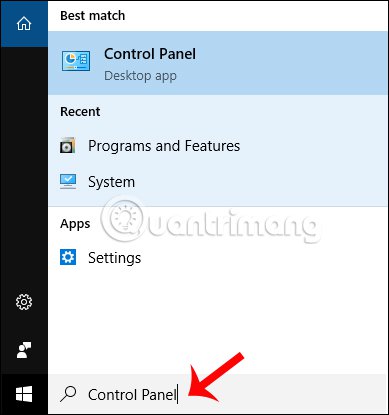 Best match
Control Panel
Desktop app
Recent
Programs and Features
System
Apps
Quantrimang
Settings
Control Panel